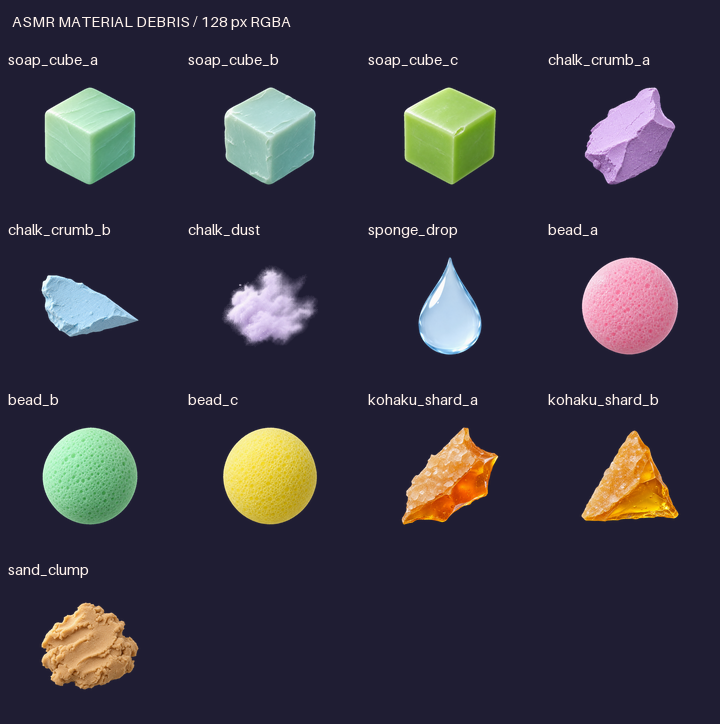 ASMR MATERIAL DEBRIS / 128 px RGBA
soap_cube_a
soap_cube_b
soap_cube_c
chalk_crumb_a
chalk_crumb_b
chalk_dust
sponge_drop
bead_a
bead_b
bead_c
kohaku_shard_a
kohaku_shard_b
sand_clump